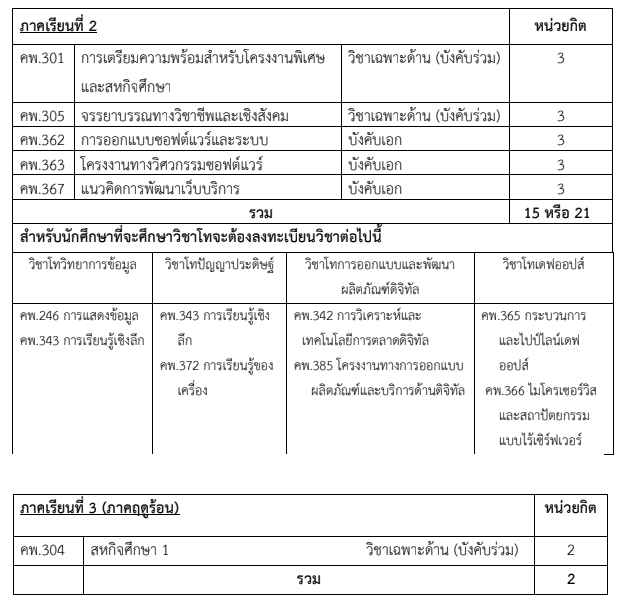 ภาคเรียนที่ 2 หน่วยกิต
คพ.301 การเตรียมความพร้อมสำหรับโครงงานพิเศษ วิชาเฉพาะด้าน (บังคับร่วม) 3
และสหกิจศึกษา
คพ.305 จรรยาบรรณทางวิชาชีพและเชิงสังคม วิชาเฉพาะด้าน (บังคับร่วม) 3
คพ.362 การออกแบบซอฟต์แวร์และระบบ บังคับเอก 3
คพ.363 โครงงานทางวิศวกรรมซอฟต์แวร์ บังคับเอก 3
คพ.367 แนวคิดการพัฒนาเว็บบริการ บังคับเอก 3
รวม 15 หรือ 21
สำหรับนักศึกษาที่จะศึกษาวิชาโทจะต้องลงทะเบียนวิชาต่อไปนี้
วิชาโทวิทยาการข้อมูล
วิชาโทปัญญาประดิษฐ์
วิชาโทการออกแบบและพัฒนา
ผลิตภัณฑ์ดิจิทัล
วิชาโทเดฟออปส์
คพ.246 การแสดงข้อมูล
คพ.343 การเรียนรู้เชิงลึก
คพ.343 การเรียนรู้เชิง
ลึก
คพ.372 การเรียนรู้ของ
เครื่อง
คพ.342 การวิเคราะห์และ
เทคโนโลยีการตลาดดิจิทัล
คพ.385 โครงงานทางการออกแบบ
ผลิตภัณฑ์และบริการด้านดิจิทัล
คพ.365 กระบวนการ
และไปป์ไลน์เดฟ
ออปส์
คพ.366 ไมโครเซอร์วิส
และสถาปัตยกรรม
แบบไร้เซิร์ฟเวอร์
ภาคเรียนที่ 3 (ภาคฤดูร้อน) หน่วยกิต
คพ.304 สหกิจศึกษา 1 วิชาเฉพาะด้าน (บังคับร่วม) 2
รวม 2